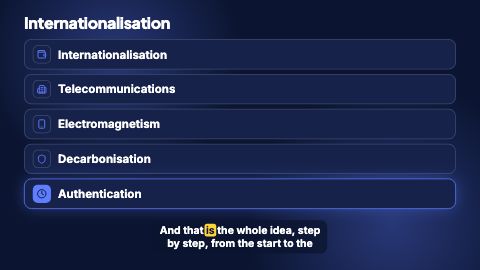 Internationalisation
Internationalisation
Telecommunications
Electromagnetism
Decarbonisation
Authentication
And that is the whole idea, step
by step, from the start to the